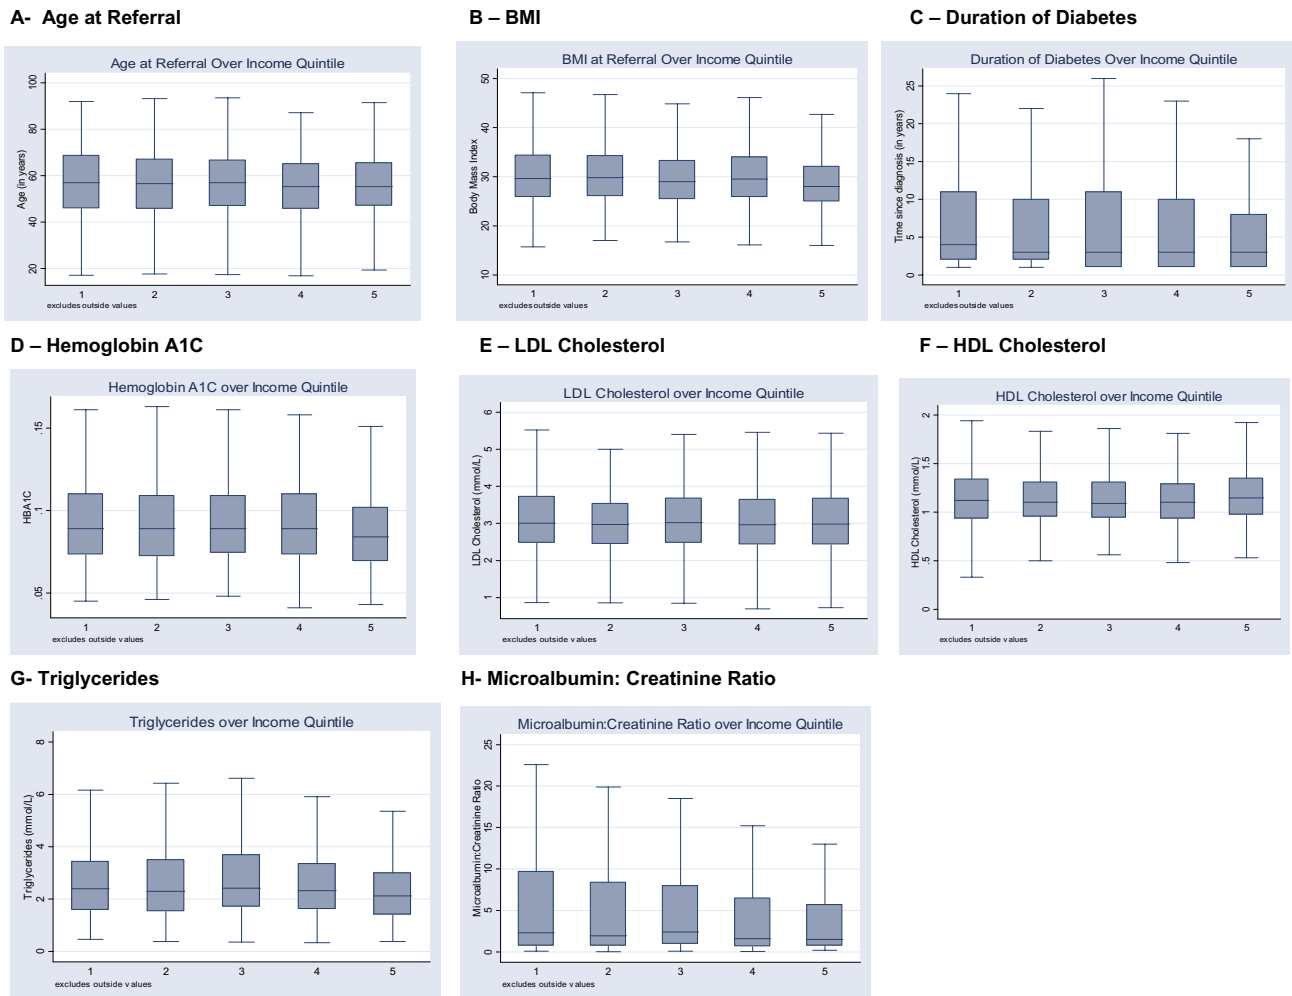 A- Age at Referral
B – BMI
C – Duration of Diabetes
Age at Referral Over Income Quintile
Age (in years)
100
80
60
40
20
1 2 3 4 5
excludes outside values
BMI at Referral Over Income Quintile
Body Mass Index
50
40
30
20
10
1 2 3 4 5
excludes outside values
Duration of Diabetes Over Income Quintile
Time since diagnosis (in years)
25
20
15
10
5
0
1 2 3 4 5
excludes outside values
D – Hemoglobin A1C
E – LDL Cholesterol
F – HDL Cholesterol
Hemoglobin A1C over Income Quintile
HBA1C
.15
.1
.05
1 2 3 4 5
excludes outside values
LDL Cholesterol over Income Quintile
LDL Cholesterol (mmol/L)
6
5
4
3
2
1
1 2 3 4 5
excludes outside values
HDL Cholesterol over Income Quintile
HDL Cholesterol (mmol/L)
2
1.5
1
.5
0
1 2 3 4 5
excludes outside values
G- Triglycerides
H- Microalbumin: Creatinine Ratio
Triglycerides over Income Quintile
Triglycerides (mmol/L)
8
6
4
2
0
1 2 3 4 5
excludes outside values
Microalbumin:Creatinine Ratio over Income Quintile
Microalbumin:Creatinine Ratio
25
20
15
10
5
0
1 2 3 4 5
excludes outside values